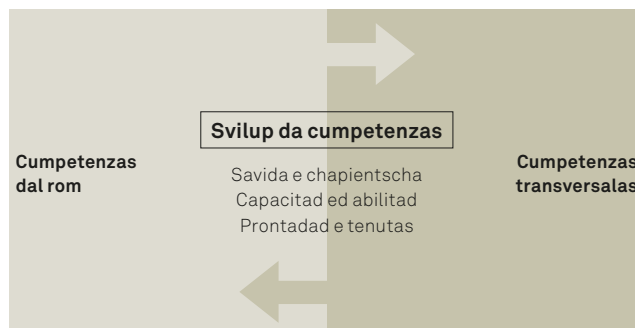 Svilup da cumpetenzas
Cumpetenzas
dal rom
Savida e chapientscha
Capacitad ed abilitad
Prontadad e tenutas
Cumpetenzas
transversalas